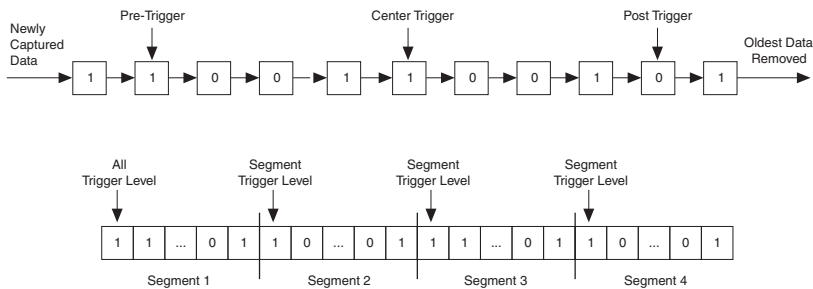 Newly
Captured
Data
Pre-Trigger
Center Trigger
Post Trigger
Oldest Data
Removed
1 1 0 0 1 1 0 0 1 0 1
All
Trigger Level
Segment
Trigger Level
Segment
Trigger Level
Segment
Trigger Level
1 1 ... 0 1 1 0 ... 0 1 1 1 ... 0 1 1 0 ... 0 1
Segment 1
Segment 2
Segment 3
Segment 4